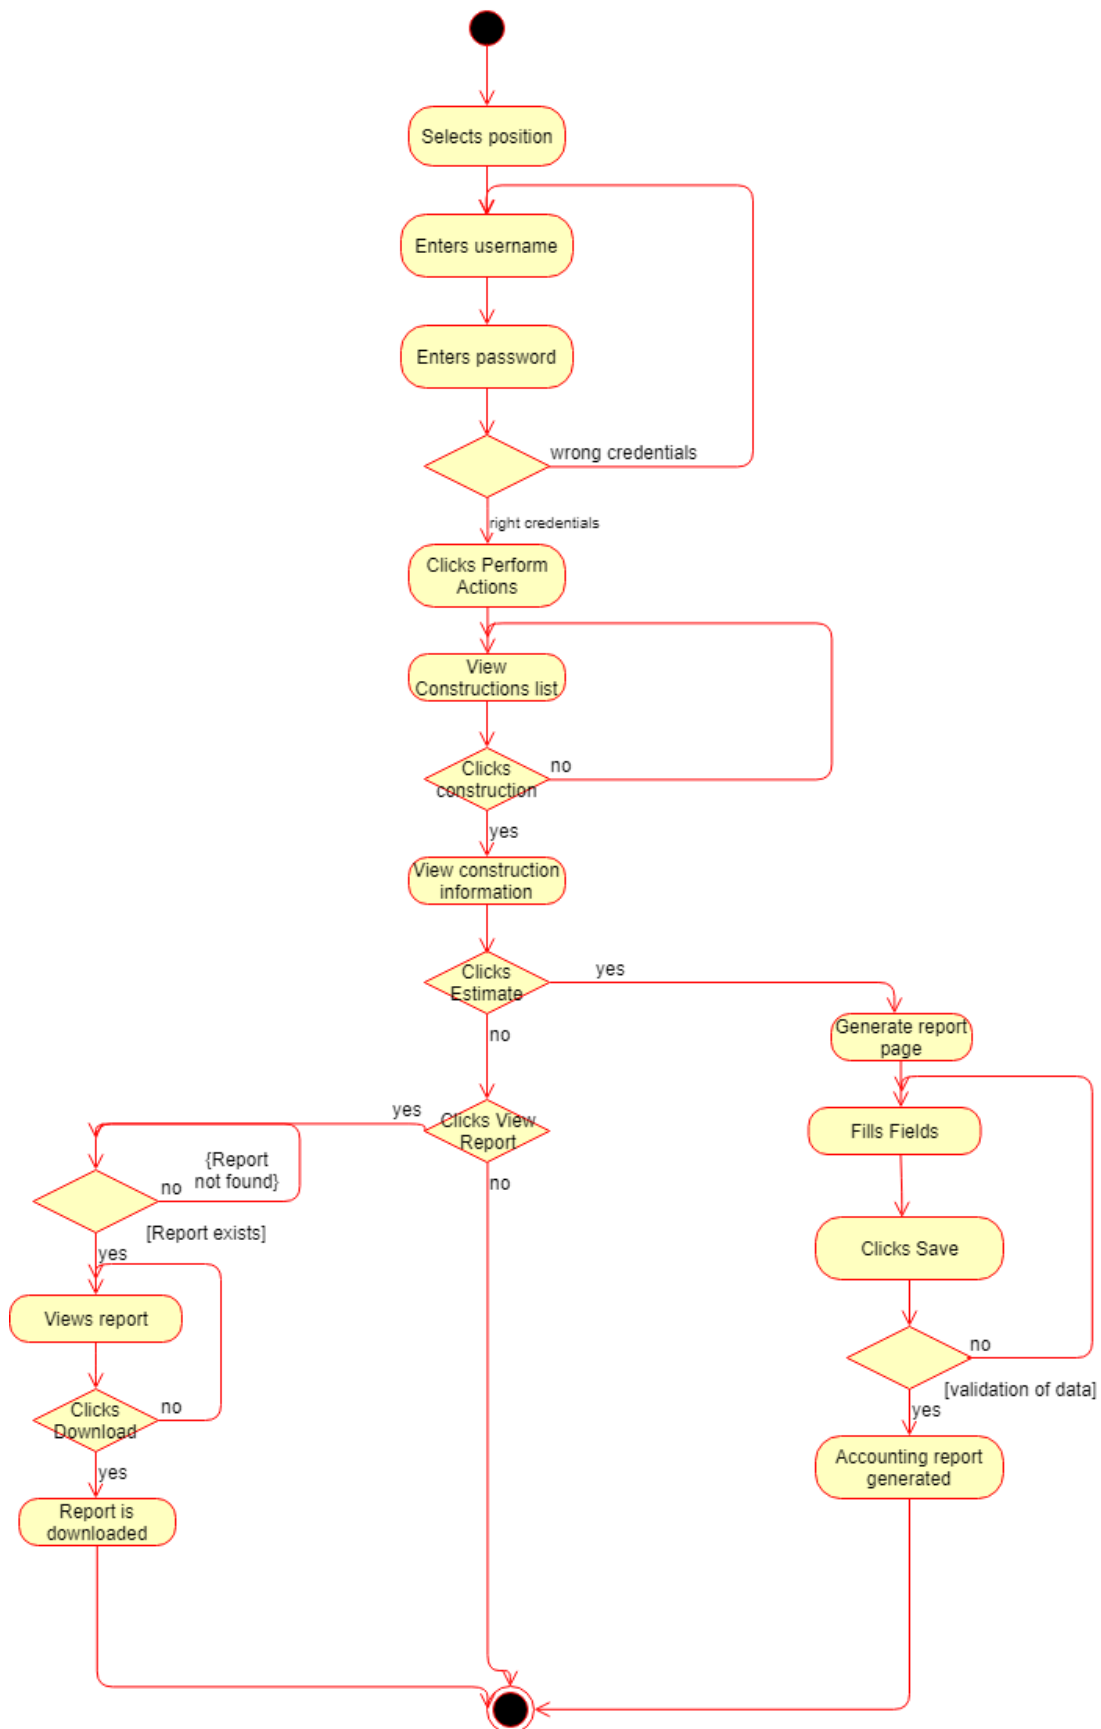 Selects position
Enters username
Enters password
wrong credentials
right credentials
Clicks Perform
Actions
View
Constructions list
Clicks
construction
no
yes
View construction
information
Clicks
Estimate
yes
no
Generate report
page
Clicks View
Report
yes
no
Fills Fields
{Report
not found}
no
[Report exists]
yes
Clicks Save
Views report
no
[validation of data]
yes
Clicks
Download
no
yes
Accounting report
generated
Report is
downloaded